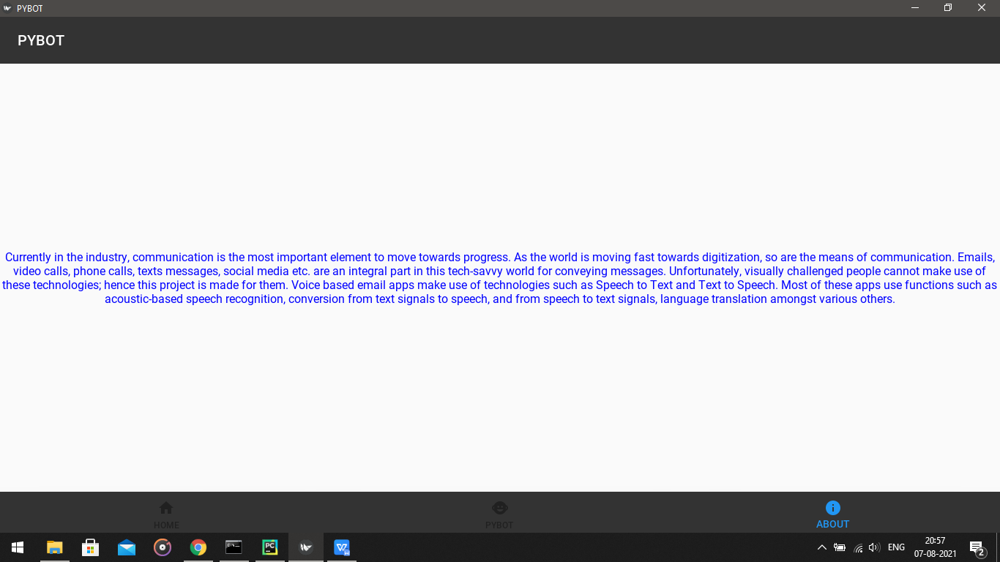 PYBOT
PYBOT
Currently in the industry, communication is the most important element to move towards progress. As the world is moving fast towards digitization, so are the means of communication. Emails,
video calls, phone calls, texts messages, social media etc. are an integral part in this tech-savvy world for conveying messages. Unfortunately, visually challenged people cannot make use of
these technologies; hence this project is made for them. Voice based email apps make use of technologies such as Speech to Text and Text to Speech. Most of these apps use functions such as
acoustic-based speech recognition, conversion from text signals to speech, and from speech to text signals, language translation amongst various others.
HOME
PYBOT
ABOUT
PC
ENG
20:57
07-08-2021
2